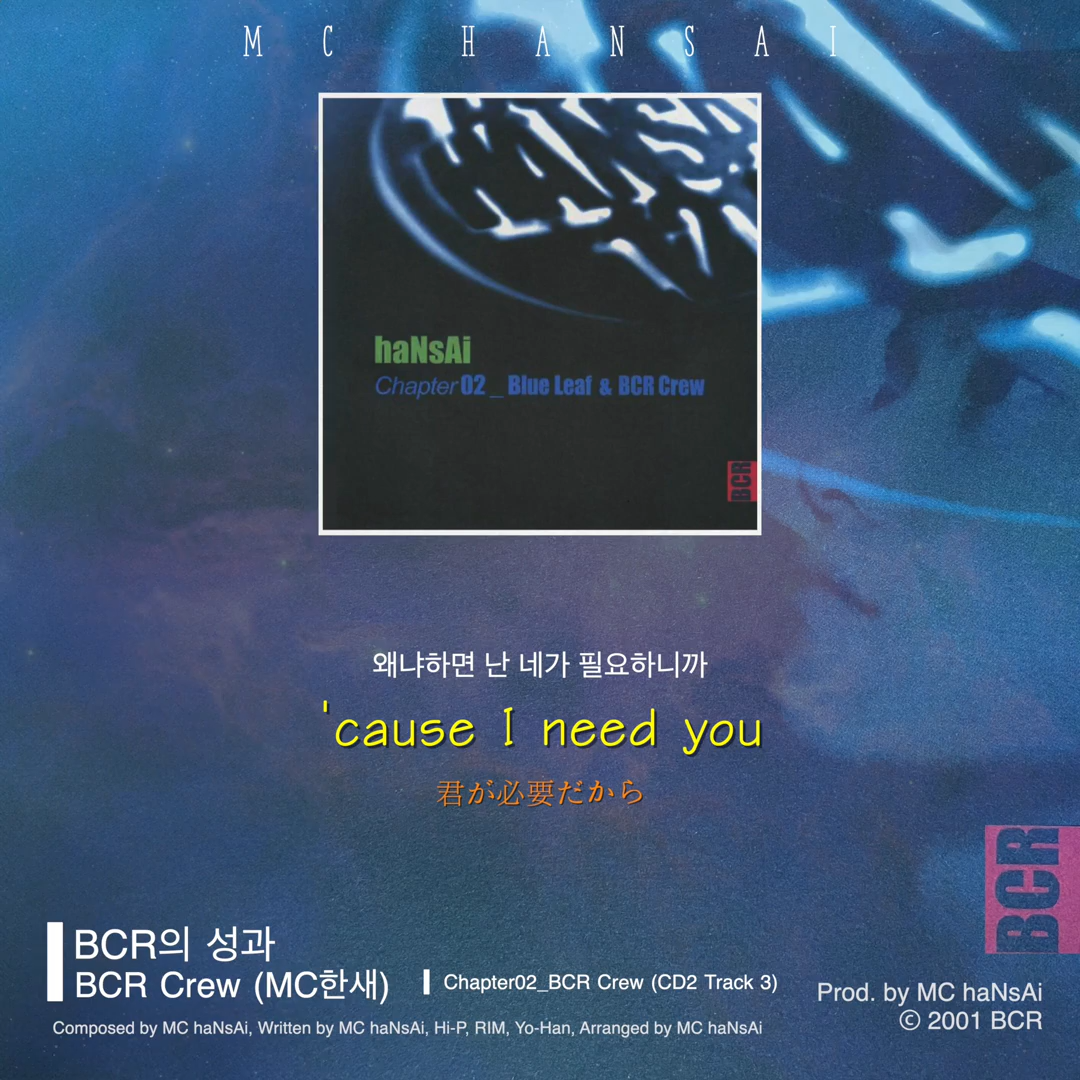 MC HANSAI
haNsAi
Chapter 02 _ Blue Leaf & BCR Crew
BCR
왜냐하면 난 네가 필요하니까
'cause I need you
君が必要だから
BCR
BCR의 성과
BCR Crew (MC한새)
Chapter02_BCR Crew (CD2 Track 3)
Composed by MC haNsAi, Written by MC haNsAi, Hi-P, RIM, Yo-Han, Arranged by MC haNsAi
Prod. by MC haNsAi
© 2001 BCR